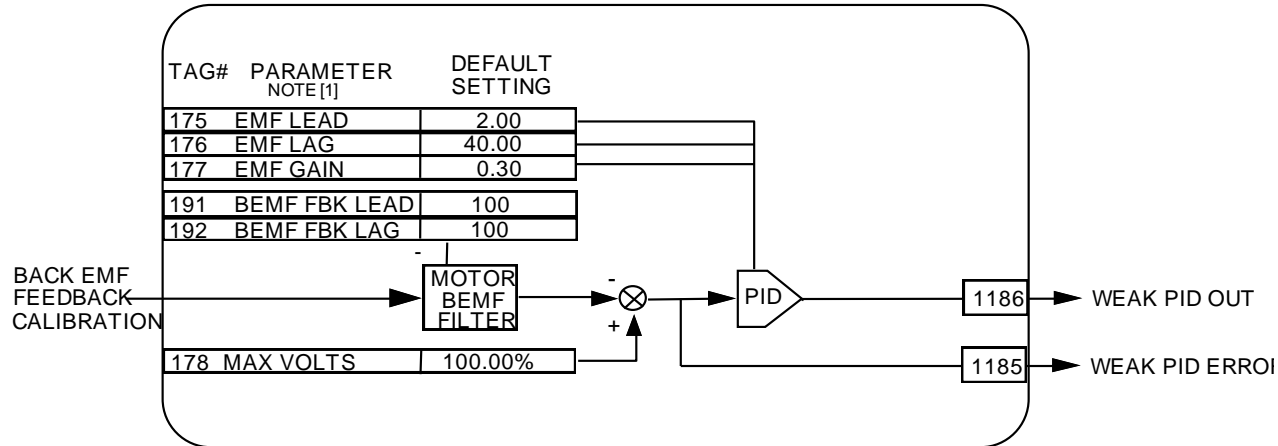 TAG# PARAMETER DEFAULT
NOTE [1] SETTING
175 EMF LEAD 2.00
176 EMF LAG 40.00
177 EMF GAIN 0.30
191 BEMF FBK LEAD 100
192 BEMF FBK LAG 100
-
BACK EMF
FEEDBACK
CALIBRATION
MOTOR
BEMF
FILTER
-
+
PID
1186 WEAK PID OUT
178 MAX VOLTS 100.00%
1185 WEAK PID ERROR